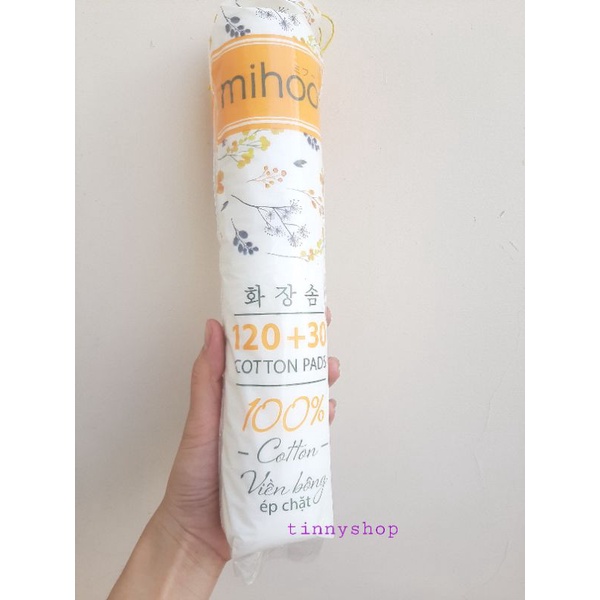 mihoo
화장솜
120+30
COTTON PADS
100%
- Cotton -
Viền bông
ép chặt
tinnyshop